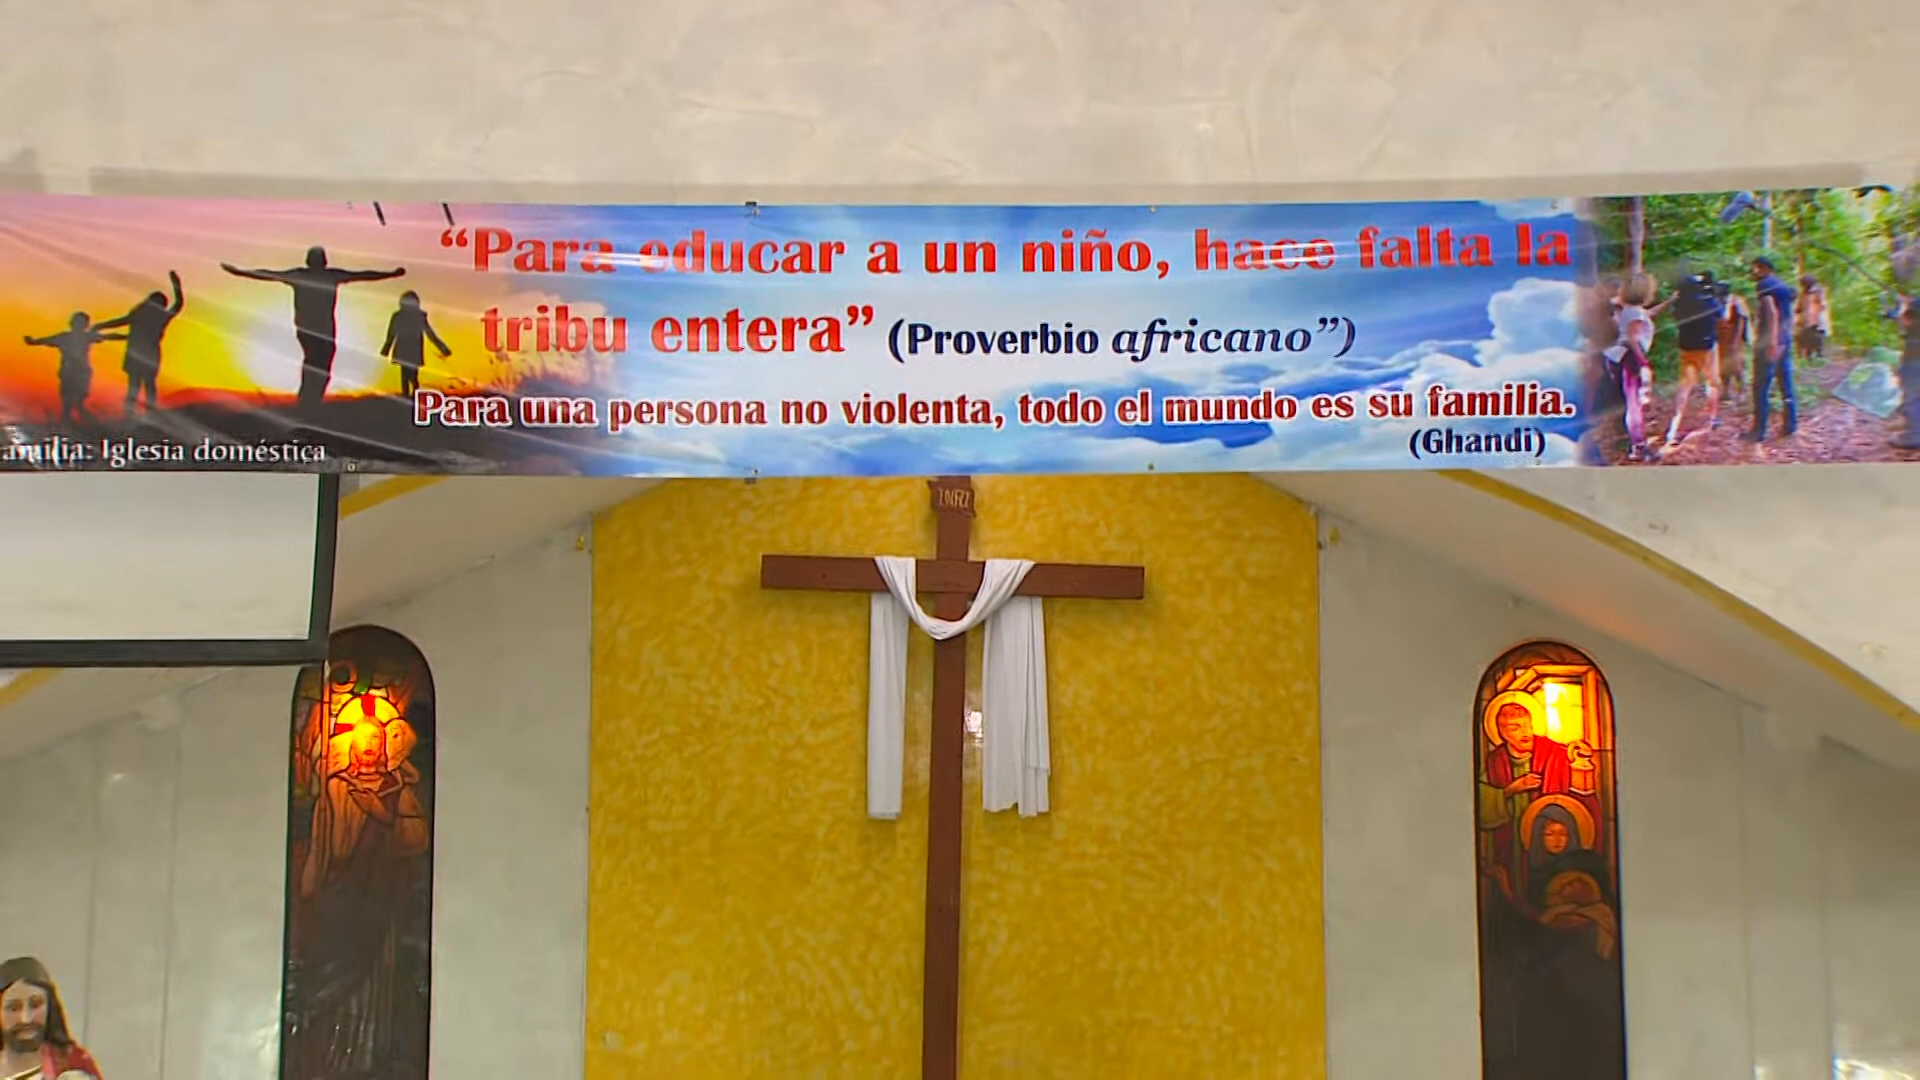 “Para educar a un niño, hace falta la
tribu entera” (Proverbio africano”)
Para una persona no violenta, todo el mundo es su familia.
(Ghandi)
amilia: Iglesia doméstica
INRI